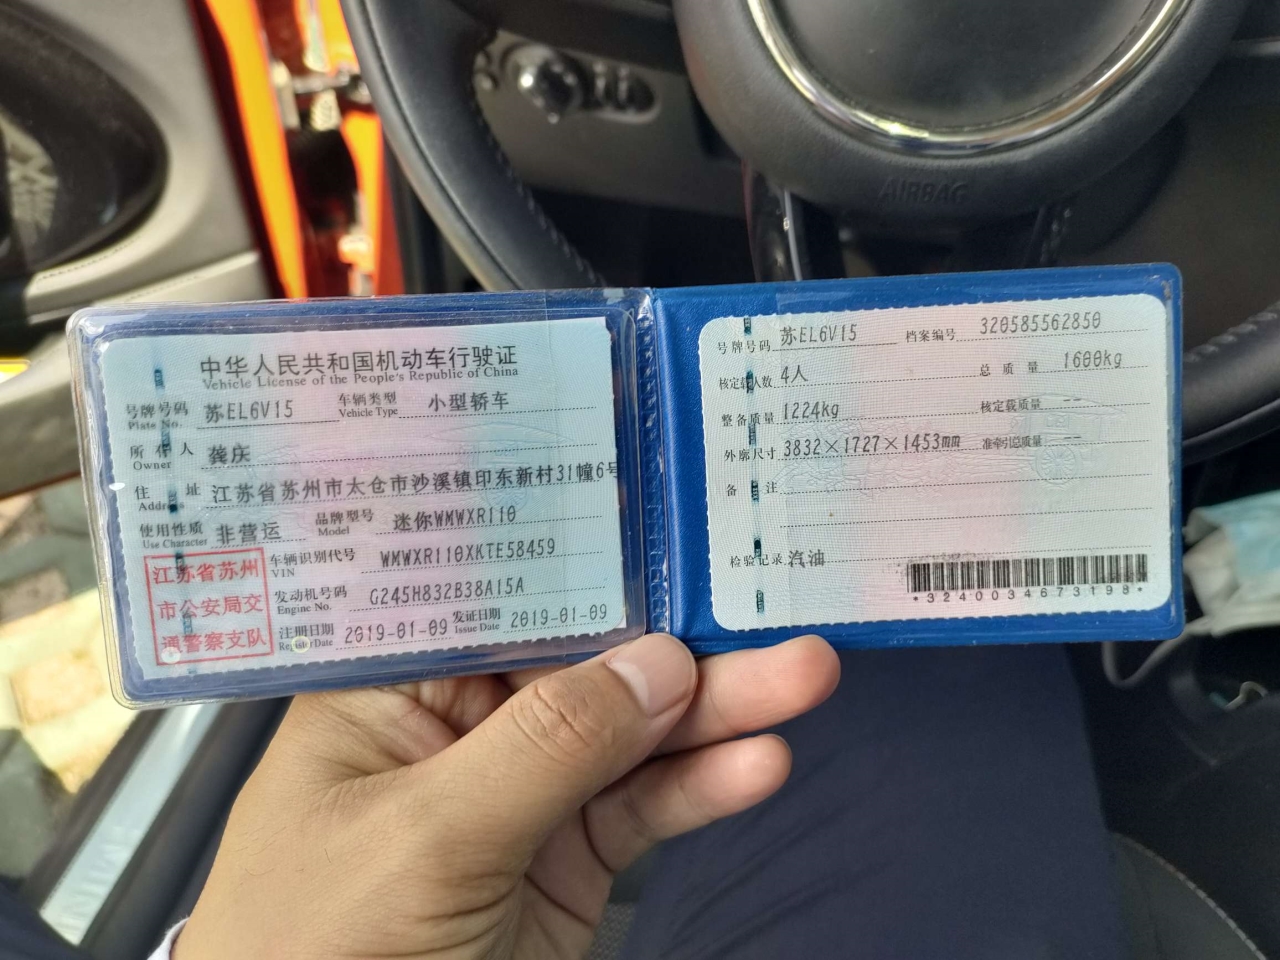 AIRBAG
中华人民共和国机动车行驶证
Vehicle License of the People's Republic of China
号牌号码 苏EL6V15 车辆类型 小型轿车
Plate No. Vehicle Type
所有人 龚庆
Owner
住址 江苏省苏州市太仓市沙溪镇印东新村31幢6号
Address
使用性质 非营运 品牌型号 迷你WMWXR110
Use Character Model
江苏省苏州
市公安局交
通警察支队
车辆识别代号 WMWXR110XKTE58459
VIN
发动机号码 G245H832B38A15A
Engine No.
注册日期 2019-01-09 发证日期 2019-01-09
Register Date Issue Date
号牌号码 苏EL6V15 档案编号 320585562850
核定载人数 4人 总质量 1600kg
整备质量 1224kg 核定载质量 --
外廓尺寸 3832×1727×1453mm 准牵引总质量 --
备注
检验记录 汽油
*3240034673198*